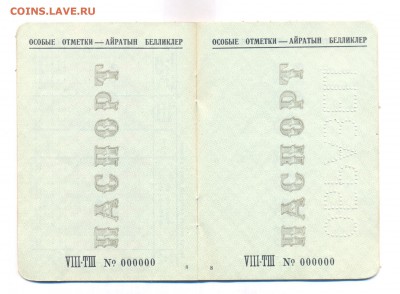 COINS.LAVE.RU
ОСОБЫЕ ОТМЕТКИ — АЙРАТЫН БЕЛЛИКЛЕР
ПАСПОРТ
VIII-ТШ № 000000
ОСОБЫЕ ОТМЕТКИ — АЙРАТЫН БЕЛЛИКЛЕР
ПАСПОРТ
ОБРАЗЕЦ
VIII-ТШ № 000000
8